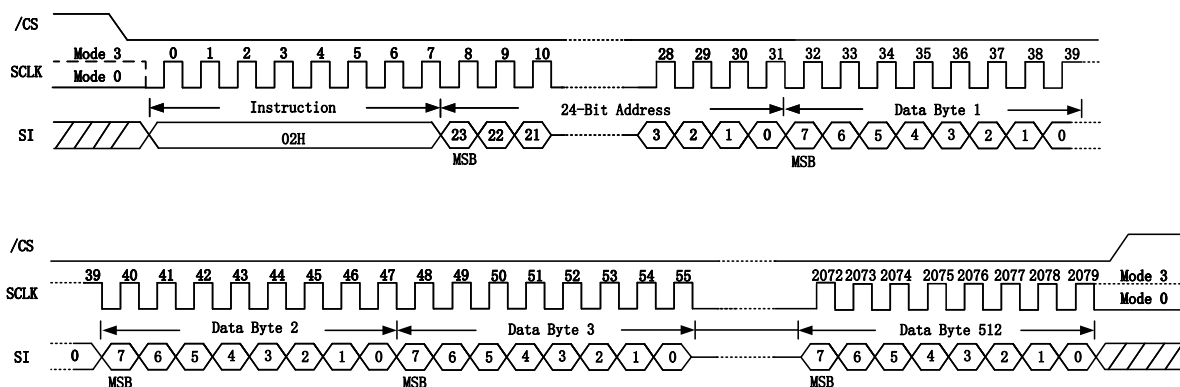 /CS
Mode 3 0 1 2 3 4 5 6 7 8 9 10 28 29 30 31 32 33 34 35 36 37 38 39
SCLK Mode 0
Instruction 24-Bit Address Data Byte 1
SI 02H 23 22 21 3 2 1 0 7 6 5 4 3 2 1 0
MSB MSB
/CS
39 40 41 42 43 44 45 46 47 48 49 50 51 52 53 54 55 2072 2073 2074 2075 2076 2077 2078 2079 Mode 3
SCLK Mode 0
Data Byte 2 Data Byte 3 Data Byte 512
SI 0 7 6 5 4 3 2 1 0 7 6 5 4 3 2 1 0 7 6 5 4 3 2 1 0
MSB MSB MSB